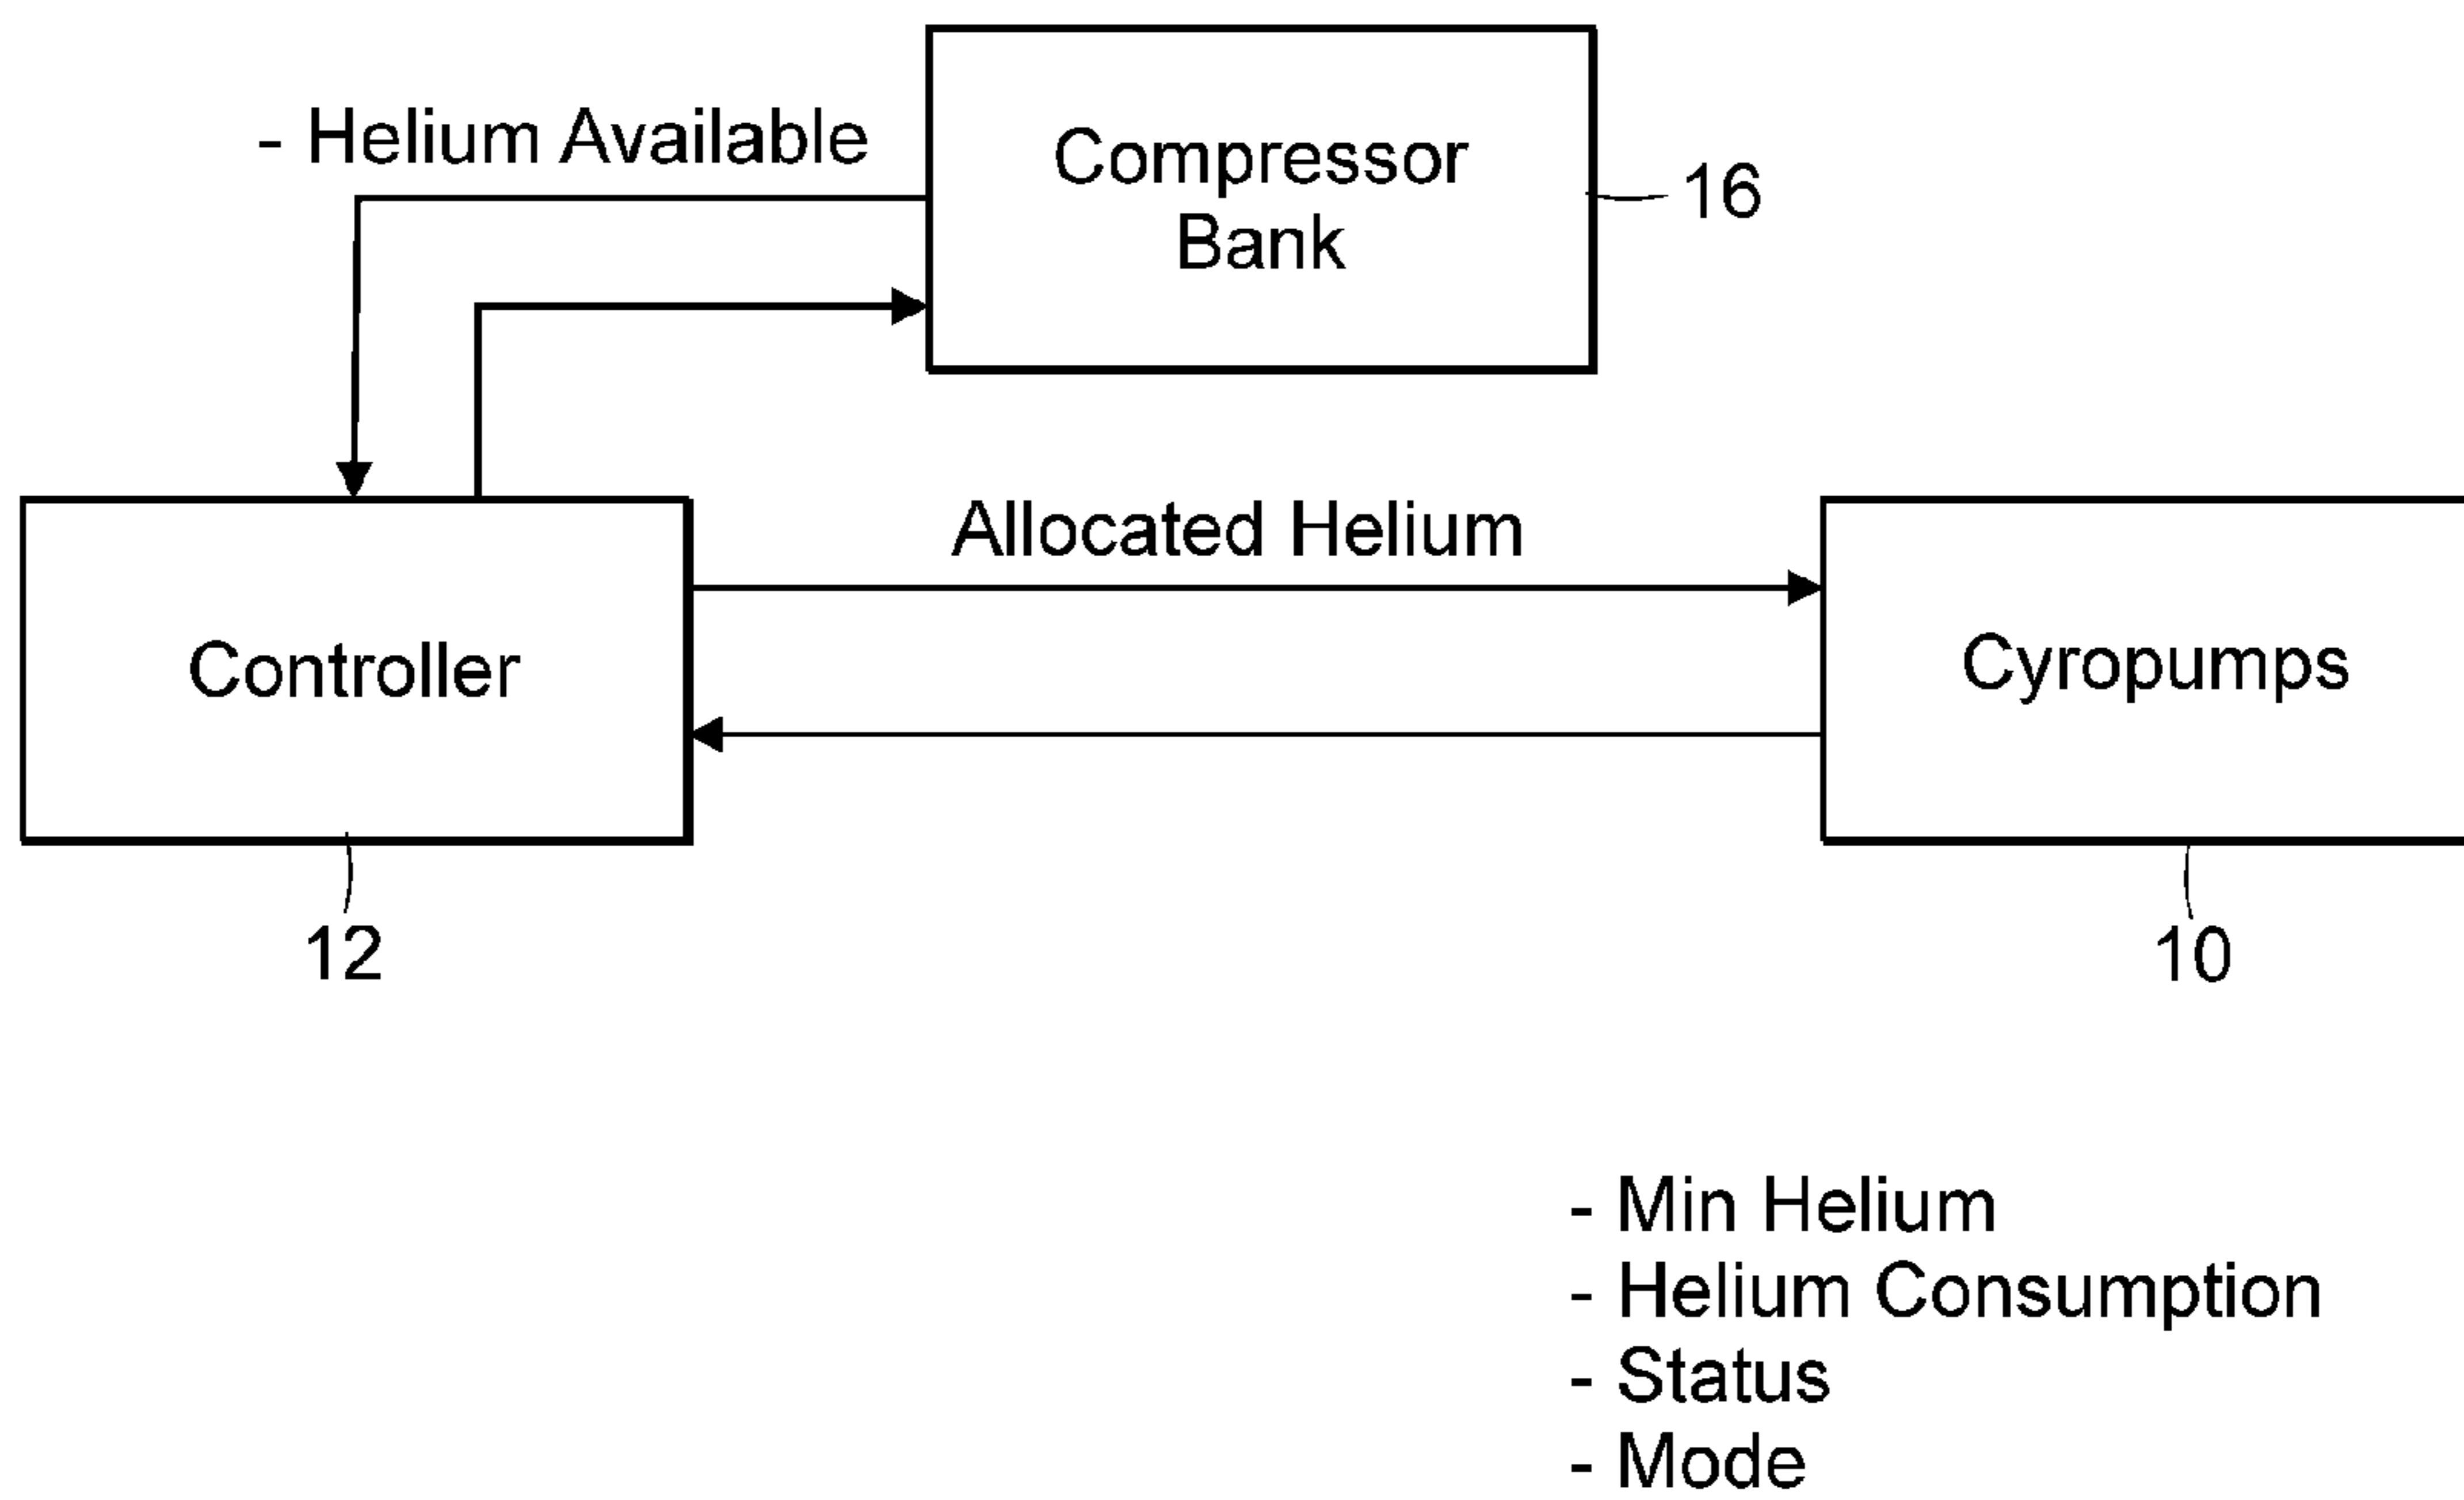 - Helium Available
Compressor
Bank
16
Allocated Helium
Controller
Cyropumps
12
10
- Min Helium
- Helium Consumption
- Status
- Mode